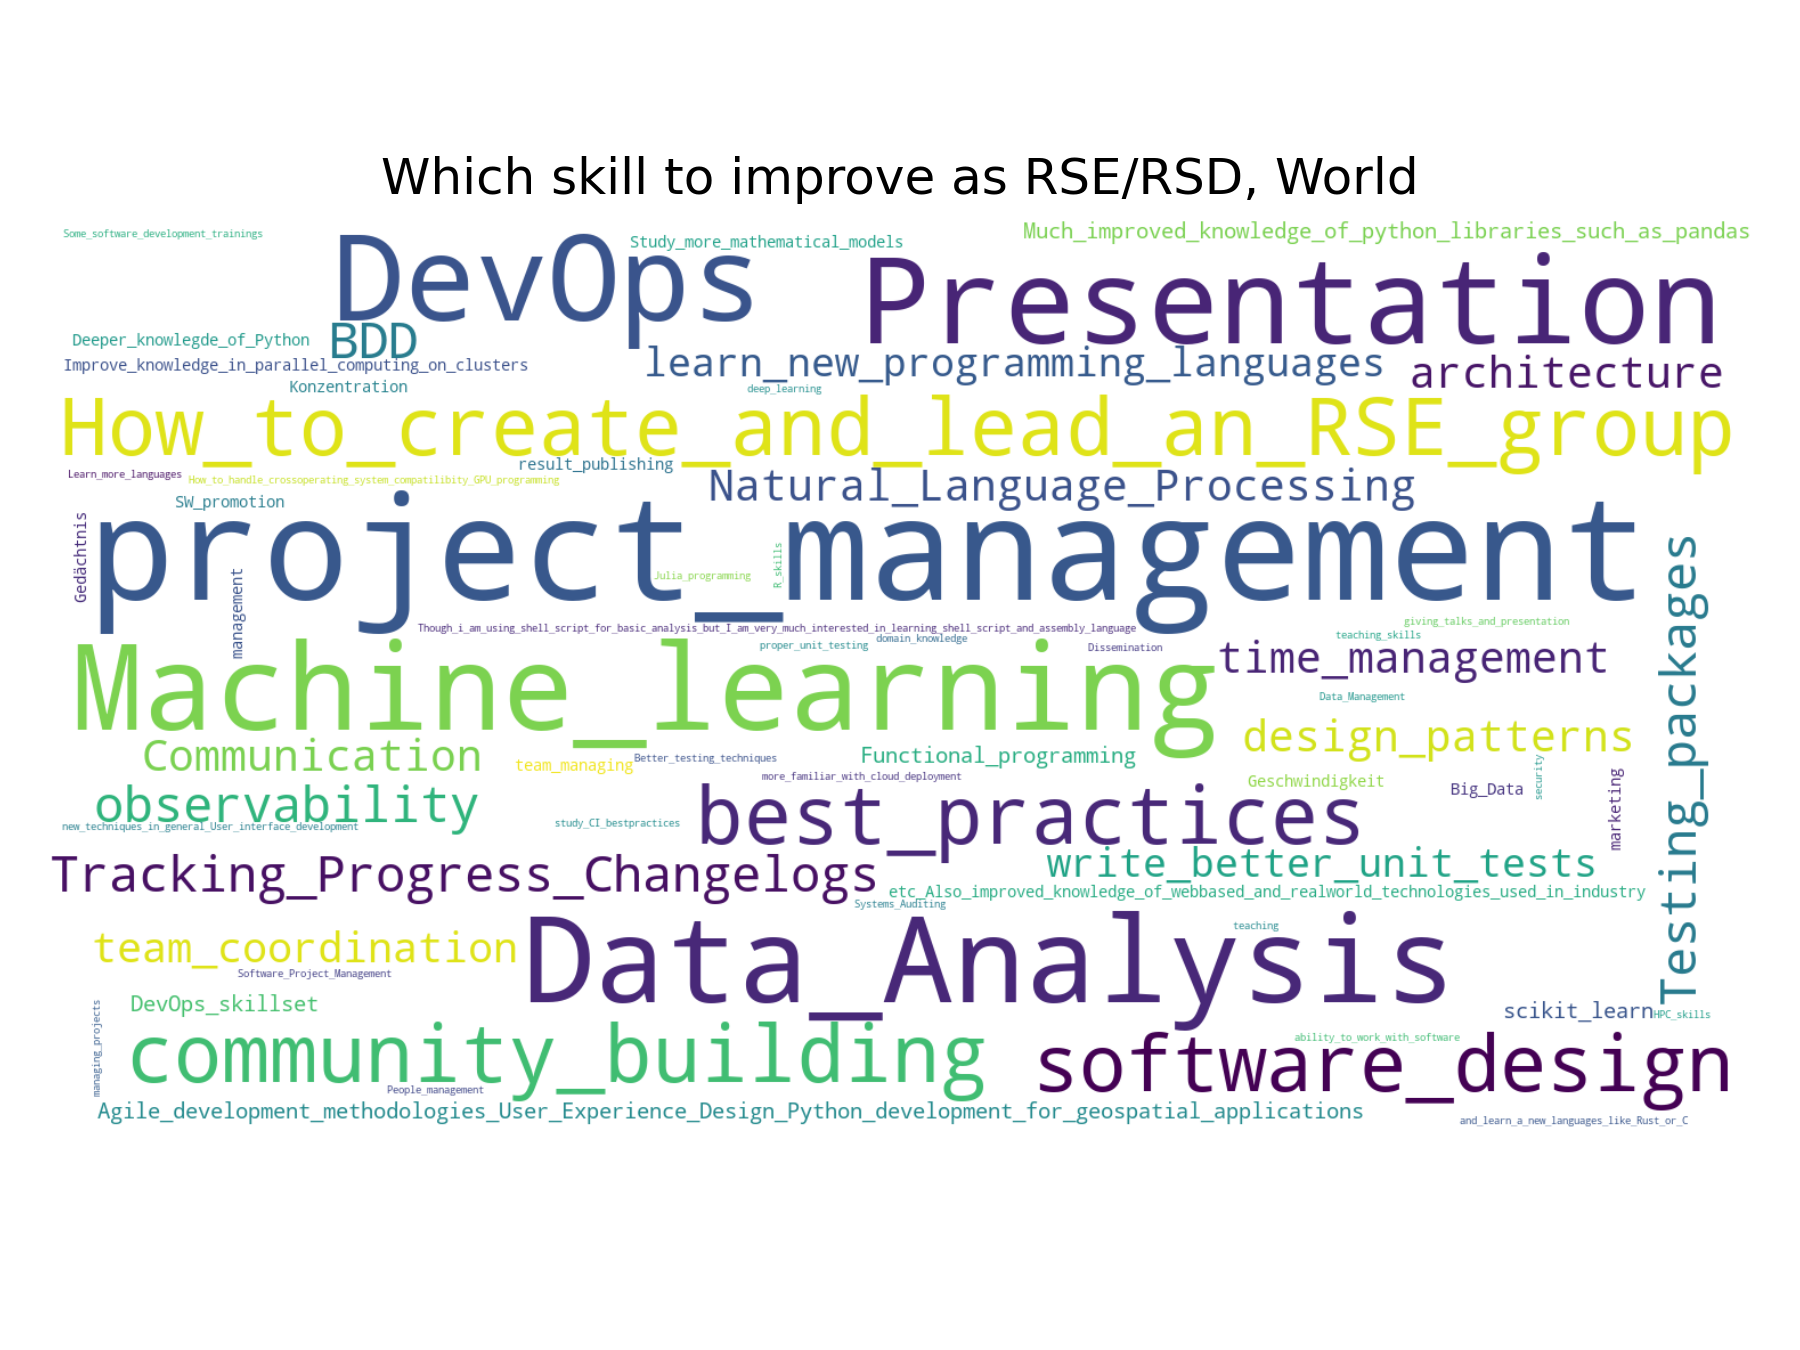 Which skill to improve as RSE/RSD, World
Some_software_development_trainings
DevOps
Study_more_mathematical_models
Much_improved_knowledge_of_python_libraries_such_as_pandas
Presentation
Deeper_knowlegde_of_Python
BDD
Improve_knowledge_in_parallel_computing_on_clusters
learn_new_programming_languages
architecture
Konzentration
deep_learning
How_to_create_and_lead_an_RSE_group
result_publishing
Learn_more_languages
How_to_handle_crossoperating_system_compatilibity_GPU_programming
Natural_Language_Processing
SW_promotion
Gedächtnis
project_management
management
Julia_programming
R_skills
Testing_packages
Though_i_am_using_shell_script_for_basic_analysis_but_I_am_very_much_interested_in_learning_shell_script_and_assembly_language
giving_talks_and_presentation
teaching_skills
domain_knowledge
proper_unit_testing
Dissemination
Machine_learning
time_management
Data_Management
design_patterns
Communication
team_managing
Better_testing_techniques
Functional_programming
more_familiar_with_cloud_deployment
Geschwindigkeit
Big_Data
security
marketing
observability
new_techniques_in_general_User_interface_development
study_CI_bestpractices
best_practices
Tracking_Progress_Changelogs
write_better_unit_tests
etc_Also_improved_knowledge_of_webbased_and_realworld_technologies_used_in_industry
Systems_Auditing
team_coordination
Data_Analysis
teaching
Software_Project_Management
DevOps_skillset
scikit_learn
HPC_skills
managing_projects
community_building
ability_to_work_with_software
software_design
People_management
Agile_development_methodologies_User_Experience_Design_Python_development_for_geospatial_applications
and_learn_a_new_languages_like_Rust_or_C